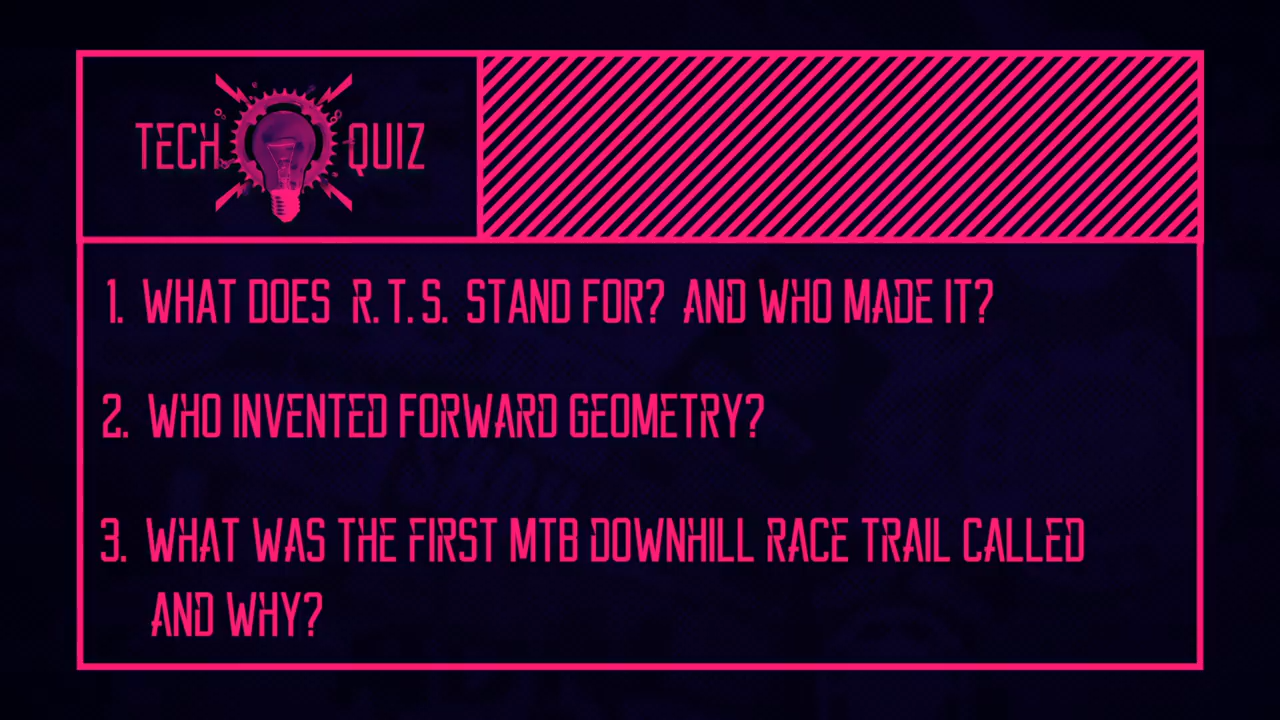 TECH QUIZ
1. WHAT DOES R.T.S. STAND FOR? AND WHO MADE IT?
2. WHO INVENTED FORWARD GEOMETRY?
3. WHAT WAS THE FIRST MTB DOWNHILL RACE TRAIL CALLED
AND WHY?